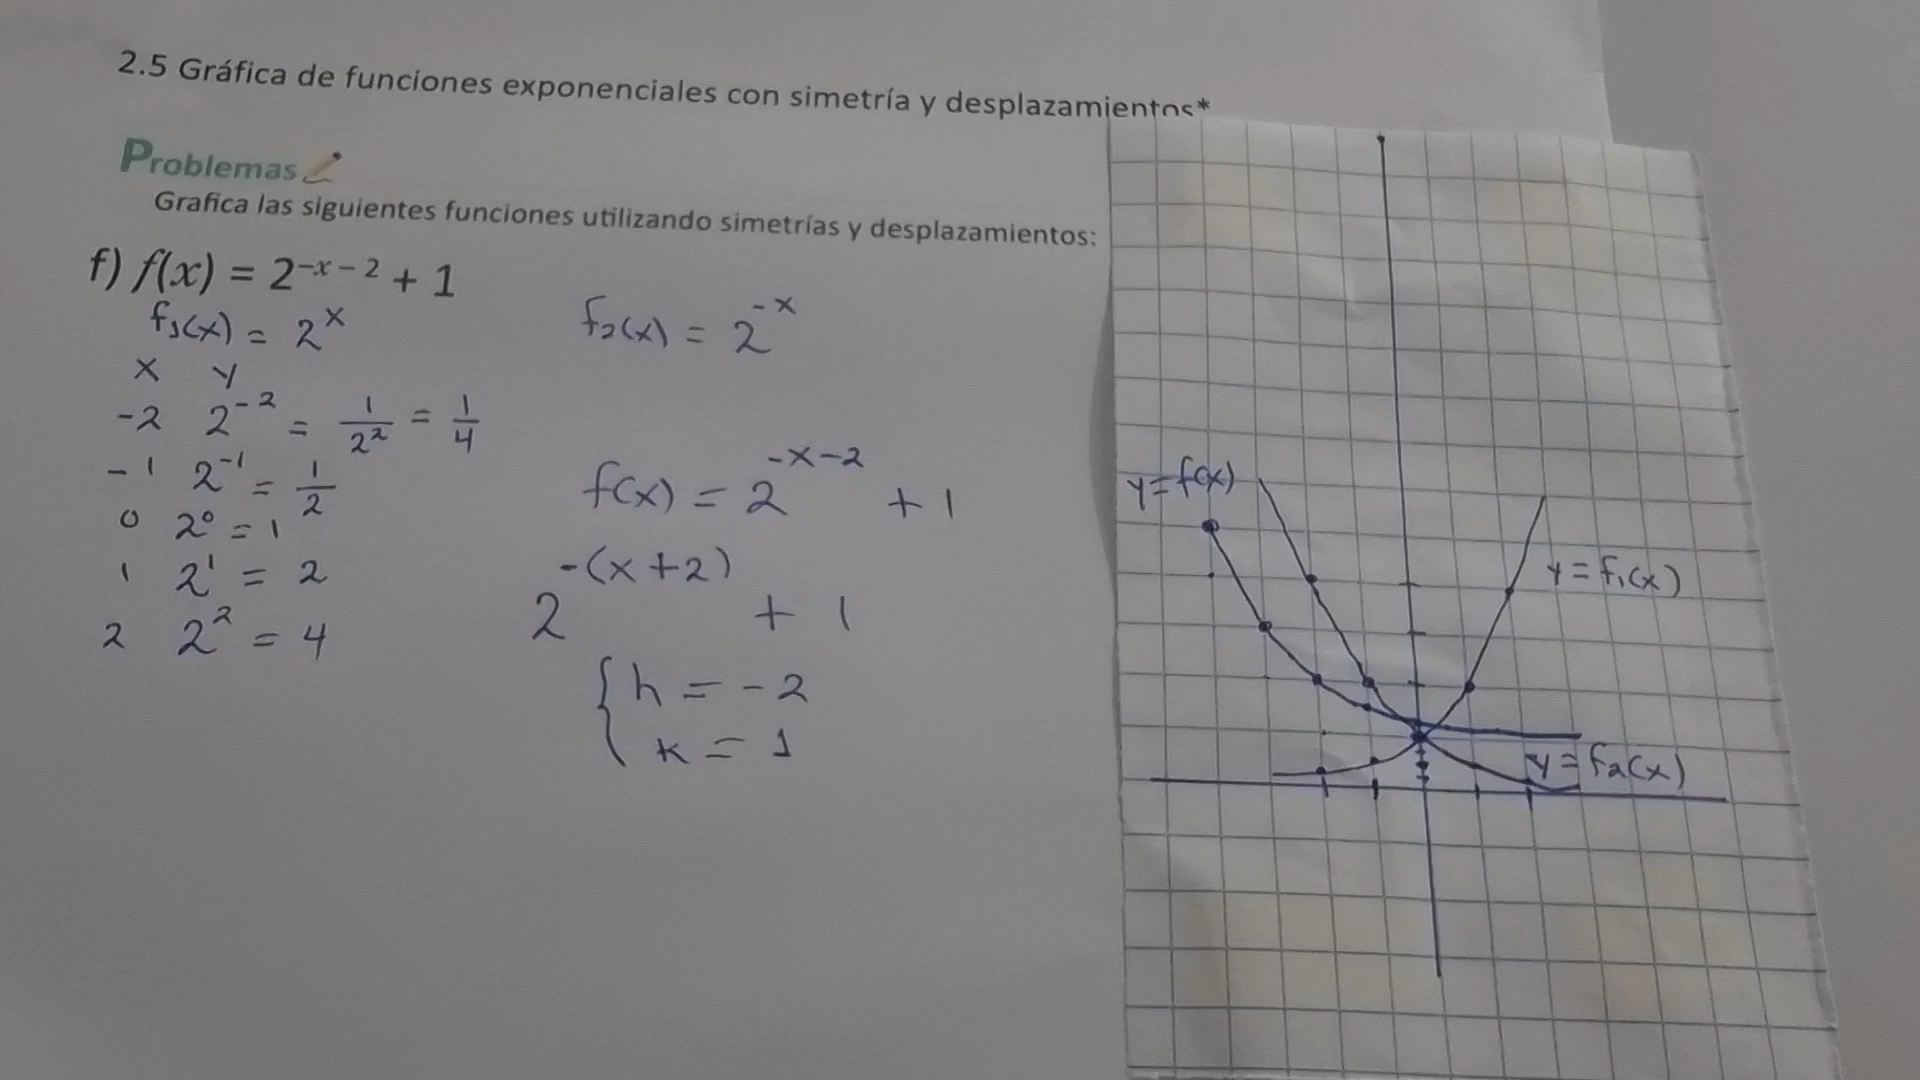 2.5 Gráfica de funciones exponenciales con simetría y desplazamientos*
Problemas
Grafica las siguientes funciones utilizando simetrías y desplazamientos:
f) f(x) = 2^{-x-2} + 1
f₁(x) = 2^x
x y
-2 2^{-2} = 1/2² = 1/4
-1 2^{-1} = 1/2
0 2⁰ = 1
1 2¹ = 2
2 2² = 4
f₂(x) = 2^{-x}
f(x) = 2^{-x-2} + 1
2^{-(x+2)} + 1
{ h = -2
k = 1
y = f(x)
y = f₁(x)
y = f₂(x)